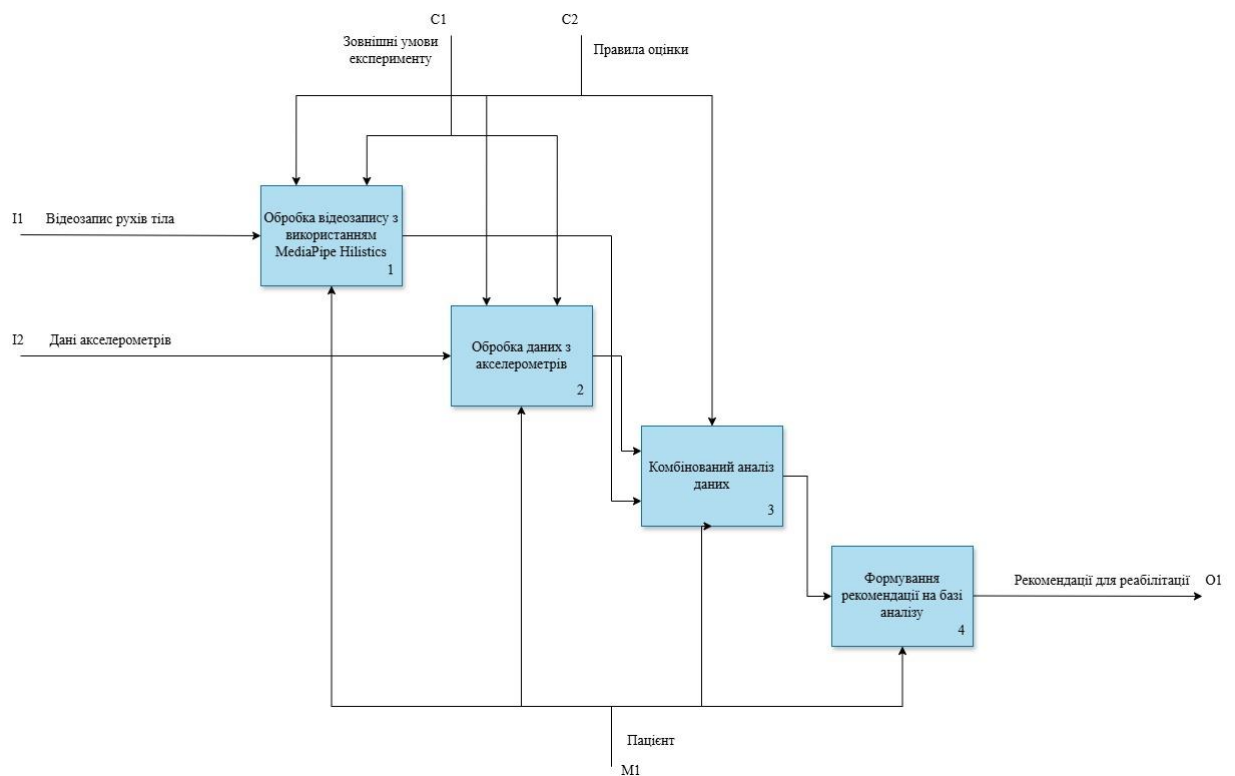 C1
C2
Зовнішні умови
експерименту
Правила оцінки
I1 Відеозапис рухів тіла
Обробка відеозапису з
використанням
MediaPipe Hilistics
1
I2 Дані акселерометрів
Обробка даних з
акселерометрів
2
Комбінований аналіз
даних
3
Формування
рекомендації на базі
аналізу
4
Рекомендації для реабілітації O1
Пацієнт
M1